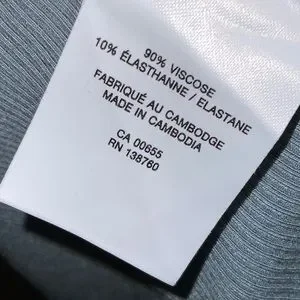 90% VISCOSE
10% ÉLASTHANNE / ELASTANE
FABRIQUÉ AU CAMBODGE
MADE IN CAMBODIA
CA 00655
RN 138760